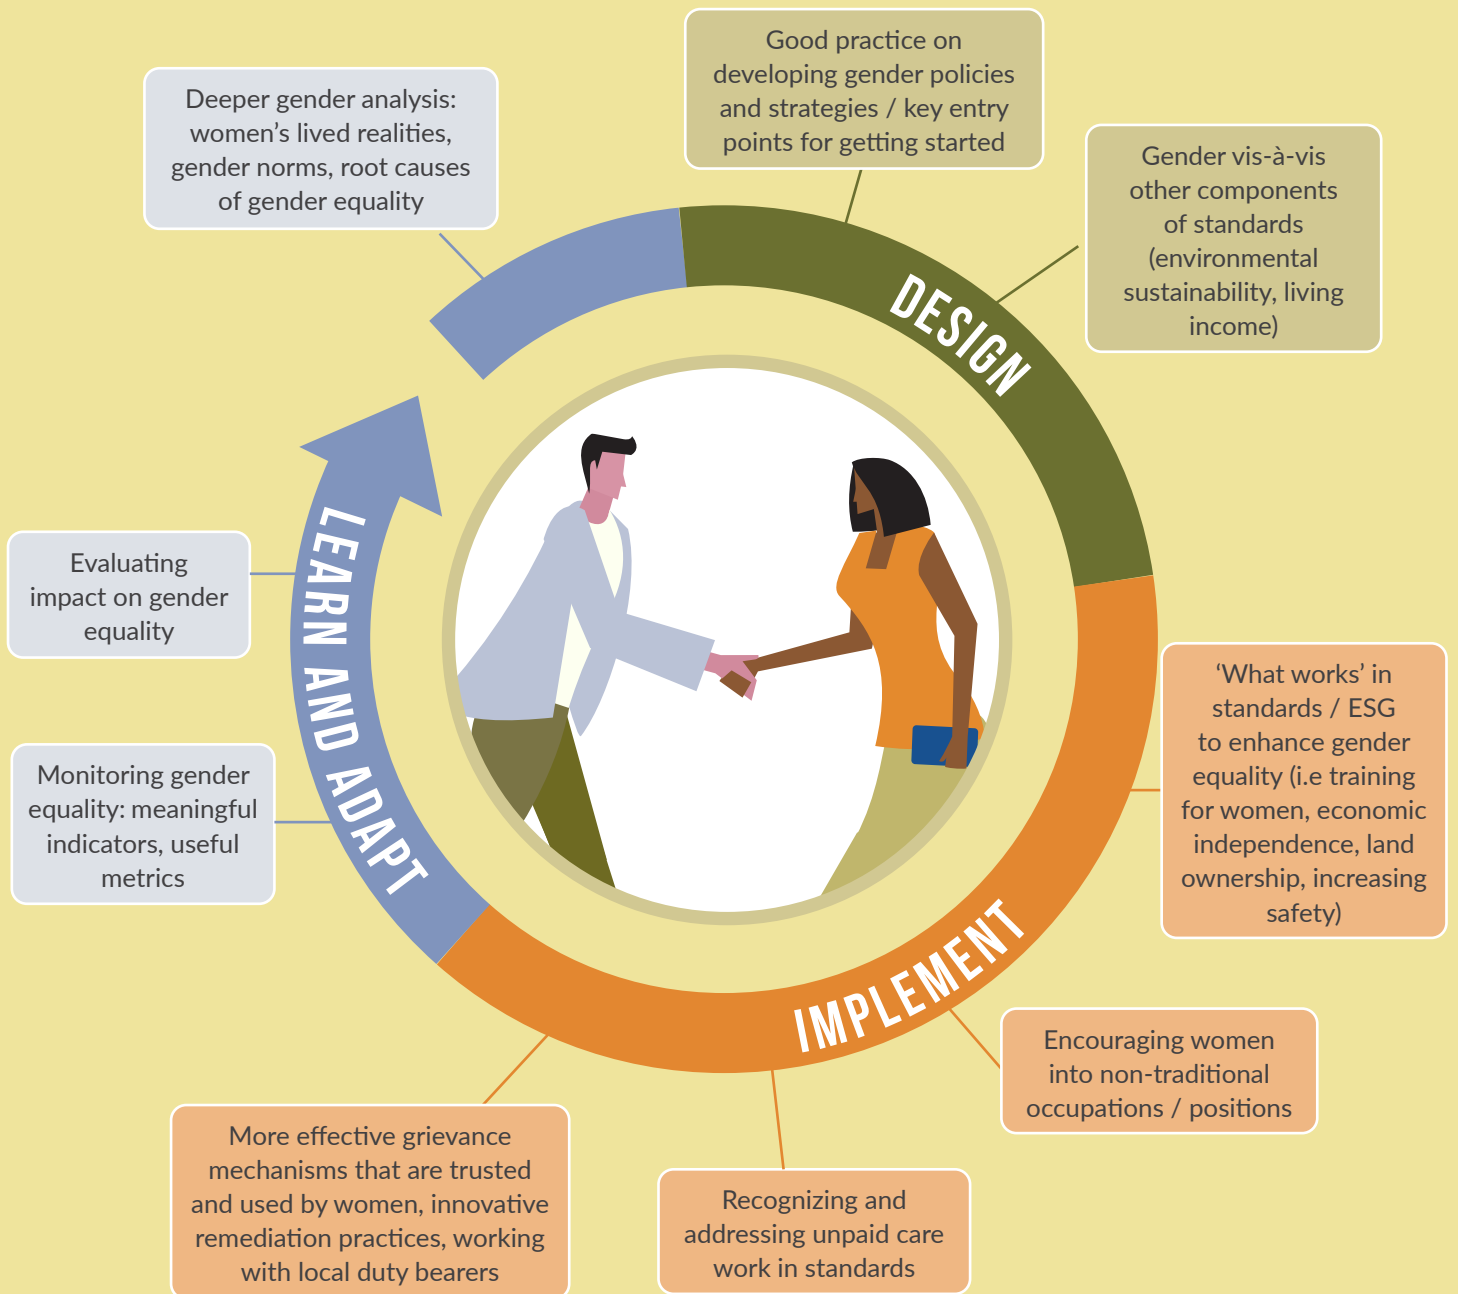 Good practice on
developing gender policies
and strategies / key entry
points for getting started
Deeper gender analysis:
women’s lived realities,
gender norms, root causes
of gender equality
Gender vis-à-vis
other components
of standards
(environmental
sustainability, living
income)
DESIGN
LEARN AND ADAPT
Evaluating
impact on gender
equality
‘What works’ in
standards / ESG
to enhance gender
equality (i.e training
for women, economic
independence, land
ownership, increasing
safety)
Monitoring gender
equality: meaningful
indicators, useful
metrics
IMPLEMENT
Encouraging women
into non-traditional
occupations / positions
More effective grievance
mechanisms that are trusted
and used by women, innovative
remediation practices, working
with local duty bearers
Recognizing and
addressing unpaid care
work in standards